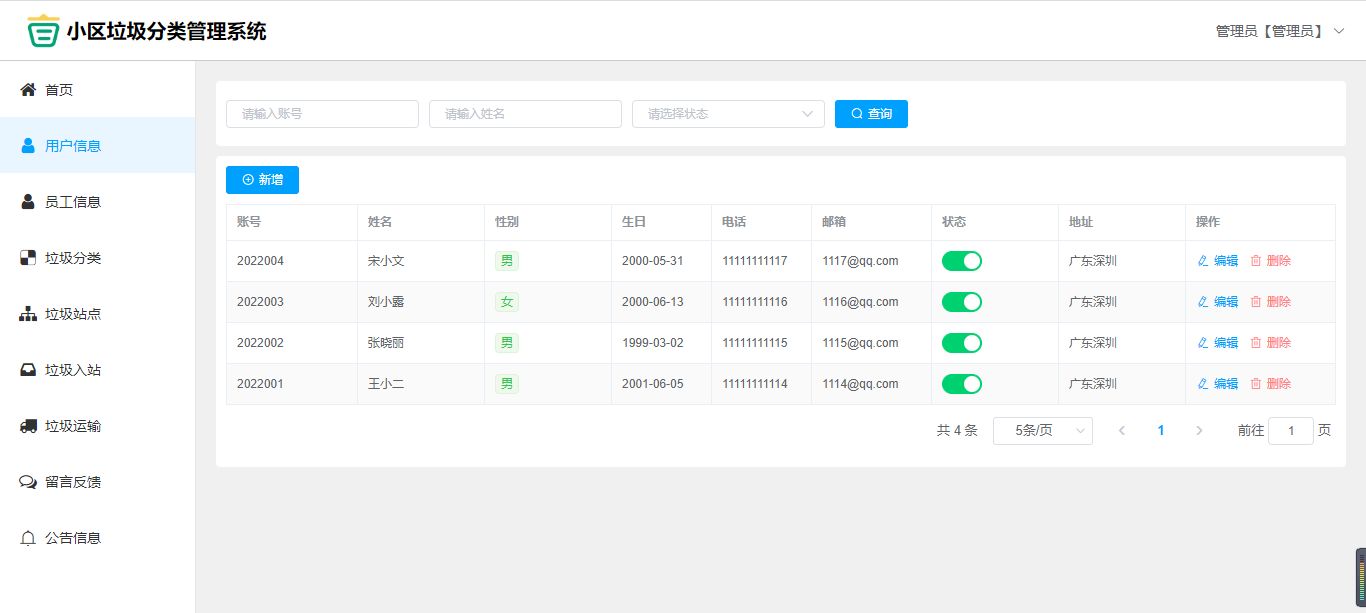 小区垃圾分类管理系统
管理员【管理员】
首页
用户信息
员工信息
垃圾分类
垃圾站点
垃圾入站
垃圾运输
留言反馈
公告信息
请输入账号 请输入姓名 请选择状态 查询
新增
账号 姓名 性别 生日 电话 邮箱 状态 地址 操作
2022004 宋小文 男 2000-05-31 11111111117 1117@qq.com 广东深圳 编辑 删除
2022003 刘小露 女 2000-06-13 11111111116 1116@qq.com 广东深圳 编辑 删除
2022002 张晓丽 男 1999-03-02 11111111115 1115@qq.com 广东深圳 编辑 删除
2022001 王小二 男 2001-06-05 11111111114 1114@qq.com 广东深圳 编辑 删除
共 4 条 5条/页 1 前往 1 页